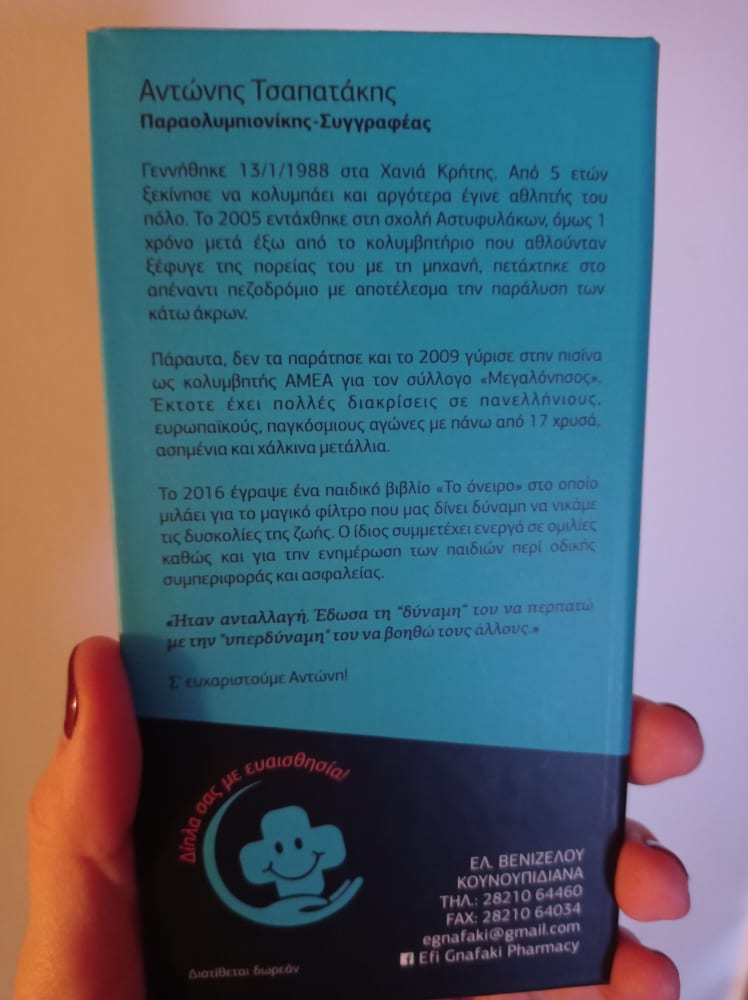 Αντώνης Τσαπατάκης
Παραολυμπιονίκης-Συγγραφέας
Γεννήθηκε 13/1/1988 στα Χανιά Κρήτης. Από 5 ετών
ξεκίνησε να κολυμπάει και αργότερα έγινε αθλητής του
πόλο. Το 2005 εντάχθηκε στη σχολή Αστυφυλάκων, όμως 1
χρόνο μετά έξω από το κολυμβητήριο που αθλούνταν
ξέφυγε της πορείας του με τη μηχανή, πετάχτηκε στο
απέναντι πεζοδρόμιο με αποτέλεσμα την παράλυση των
κάτω άκρων.
Πάραυτα, δεν τα παράτησε και το 2009 γύρισε στην πισίνα
ως κολυμβητής ΑΜΕΑ για τον σύλλογο «Μεγαλόνησος».
Έκτοτε έχει πολλές διακρίσεις σε πανελλήνιους,
ευρωπαϊκούς, παγκόσμιους αγώνες με πάνω από 17 χρυσά,
ασημένια και χάλκινα μετάλλια.
Το 2016 έγραψε ένα παιδικό βιβλίο «Το όνειρο» στο οποίο
μιλάει για το μαγικό φίλτρο που μας δίνει δύναμη να νικάμε
τις δυσκολίες της ζωής. Ο ίδιος συμμετέχει ενεργά σε ομιλίες
καθώς και για την ενημέρωση των παιδιών περί οδικής
συμπεριφοράς και ασφαλείας.
«Ήταν ανταλλαγή. Έδωσα τη "δύναμη" του να περπατώ
με την "υπερδύναμη" του να βοηθώ τους άλλους.»
Σ' ευχαριστούμε Αντώνη!
Δίπλα σας με ευαισθησία!
ΕΛ. ΒΕΝΙΖΕΛΟΥ
ΚΟΥΝΟΥΠΙΔΙΑΝΑ
ΤΗΛ.: 28210 64460
FAX: 28210 64034
egnafaki@gmail.com
f Efi Gnafaki Pharmacy
Διατίθεται δωρεάν